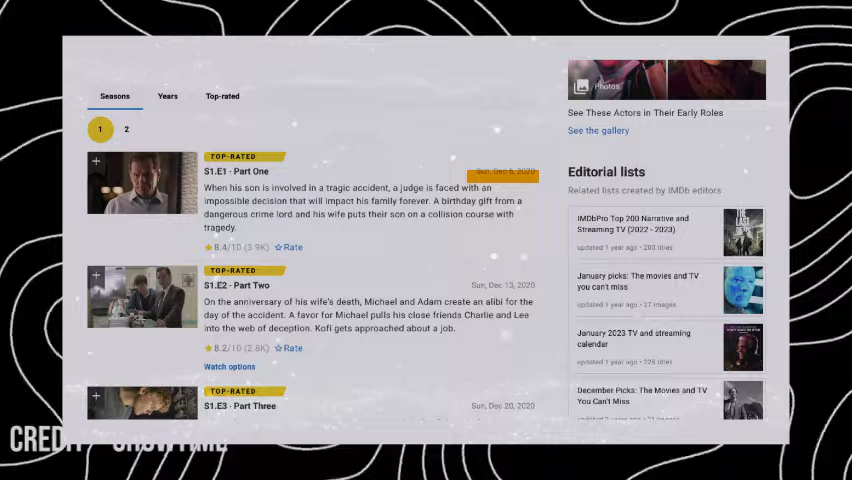 Seasons Years Top-rated
1 2
TOP-RATED
S1.E1 · Part One
Sun, Dec 6, 2020
When his son is involved in a tragic accident, a judge is faced with an
impossible decision that will impact his family forever. A birthday gift from a
dangerous crime lord and his wife puts their son on a collision course with
tragedy.
8.4/10 (3.9K) Rate
TOP-RATED
S1.E2 · Part Two
Sun, Dec 13, 2020
On the anniversary of his wife's death, Michael and Adam create an alibi for the
day of the accident. A favor for Michael pulls his close friends Charlie and Lee
into the web of deception. Kofi gets approached about a job.
8.2/10 (2.8K) Rate
Watch options
TOP-RATED
S1.E3 · Part Three
Sun, Dec 20, 2020
Photos
See These Actors in Their Early Roles
See the gallery
Editorial lists
Related lists created by IMDb editors
IMDbPro Top 200 Narrative and
Streaming TV (2022 - 2023)
updated 1 year ago • 200 titles
January picks: The movies and TV
you can't miss
updated 1 year ago • 27 images
January 2023 TV and streaming
calendar
updated 1 year ago • 228 titles
December Picks: The Movies and TV
You Can't Miss
CREDIT